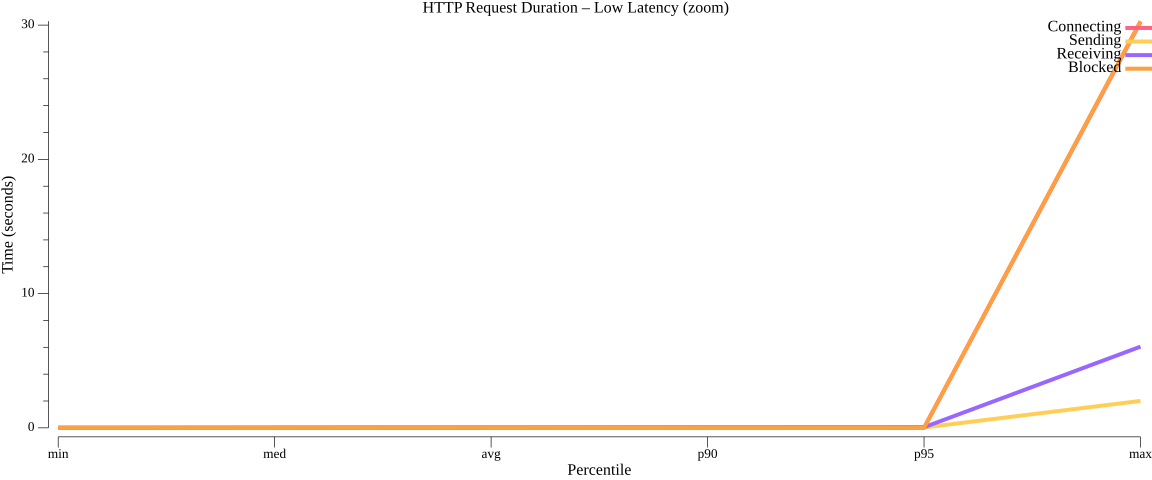 HTTP Request Duration – Low Latency (zoom)
Connecting
Sending
Receiving
Blocked
Time (seconds)
30
20
10
0
min med avg p90 p95 max
Percentile